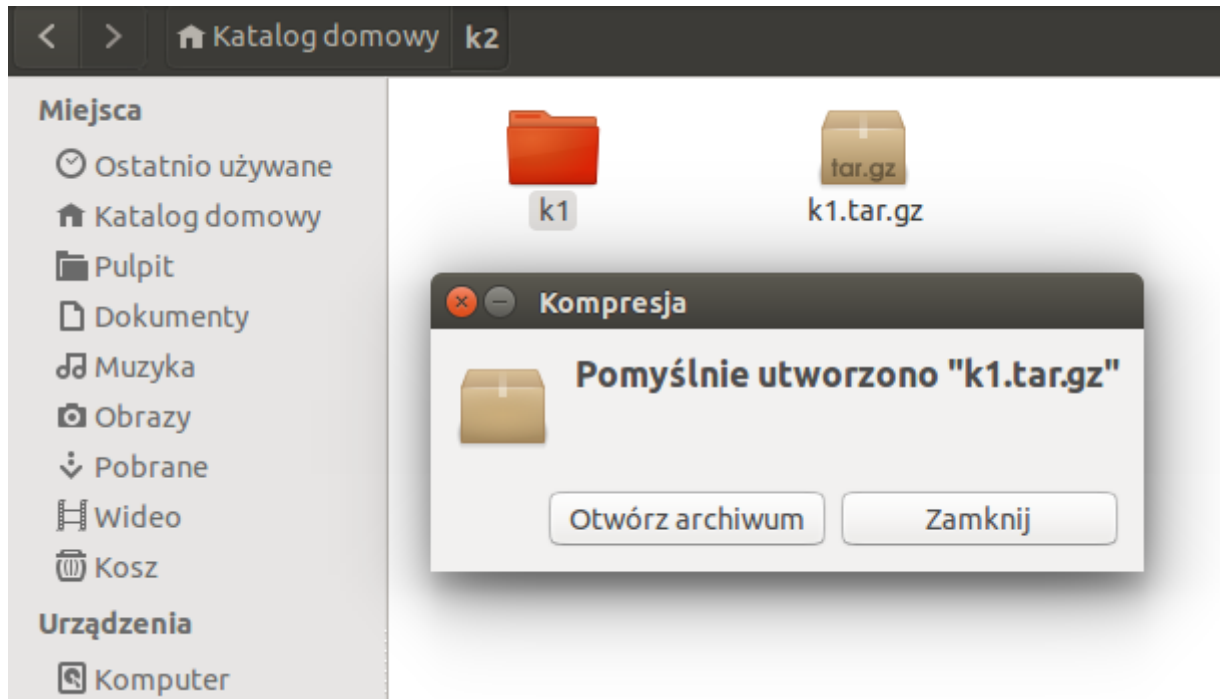 Katalog domowy k2
Miejsca
Ostatnio używane
Katalog domowy
Pulpit
Dokumenty
Muzyka
Obrazy
Pobrane
Wideo
Kosz
Urządzenia
Komputer
k1
tar.gz
k1.tar.gz
Kompresja
Pomyślnie utworzono "k1.tar.gz"
Otwórz archiwum
Zamknij